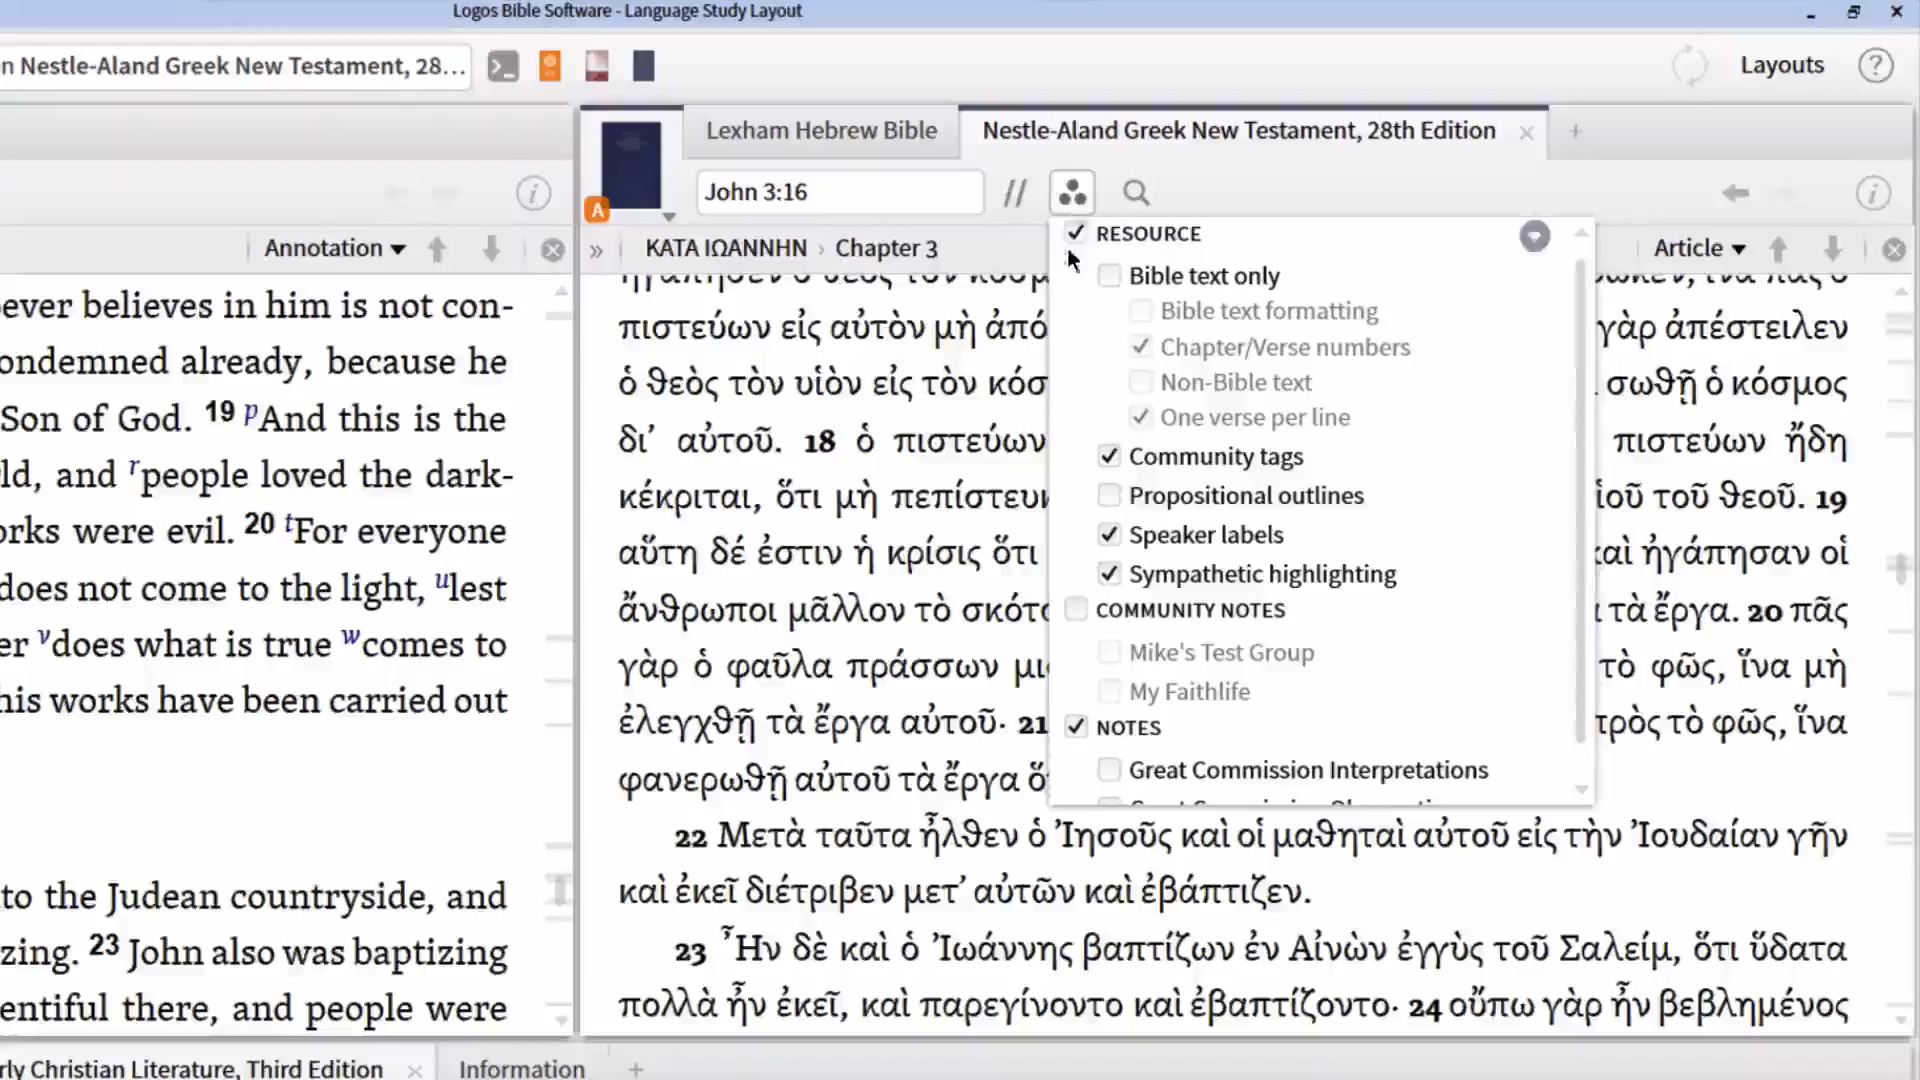 Logos Bible Software - Language Study Layout
n Nestle-Aland Greek New Testament, 28...
Layouts
Lexham Hebrew Bible
Nestle-Aland Greek New Testament, 28th Edition
A
John 3:16
Annotation
ΚΑΤΑ ΙΩΑΝΝΗΝ › Chapter 3
Article
ever believes in him is not con-
ondemned already, because he
Son of God. 19 pAnd this is the
ld, and rpeople loved the dark-
orks were evil. 20 tFor everyone
does not come to the light, ulest
er vdoes what is true wcomes to
his works have been carried out
to the Judean countryside, and
zing. 23 John also was baptizing
entiful there, and people were
πιστεύων εἰς αὐτὸν μὴ ἀπό
γὰρ ἀπέστειλεν
ὁ θεὸς τὸν υἱὸν εἰς τὸν κόσ
σωθῇ ὁ κόσμος
δι’ αὐτοῦ. 18 ὁ πιστεύων
πιστεύων ἤδη
κέκριται, ὅτι μὴ πεπίστευκ
ἱοῦ τοῦ θεοῦ. 19
αὕτη δέ ἐστιν ἡ κρίσις ὅτι
καὶ ἠγάπησαν οἱ
ἄνθρωποι μᾶλλον τὸ σκότο
τὰ ἔργα. 20 πᾶς
γὰρ ὁ φαῦλα πράσσων μι
τὸ φῶς, ἵνα μὴ
ἐλεγχθῇ τὰ ἔργα αὐτοῦ· 21
πρὸς τὸ φῶς, ἵνα
φανερωθῇ αὐτοῦ τὰ ἔργα ὅ
22 Μετὰ ταῦτα ἦλθεν ὁ Ἰησοῦς καὶ οἱ μαθηταὶ αὐτοῦ εἰς τὴν Ἰουδαίαν γῆν
καὶ ἐκεῖ διέτριβεν μετ’ αὐτῶν καὶ ἐβάπτιζεν.
23 Ἦν δὲ καὶ ὁ Ἰωάννης βαπτίζων ἐν Αἰνὼν ἐγγὺς τοῦ Σαλείμ, ὅτι ὕδατα
πολλὰ ἦν ἐκεῖ, καὶ παρεγίνοντο καὶ ἐβαπτίζοντο· 24 οὔπω γὰρ ἦν βεβλημένος
RESOURCE
Bible text only
Bible text formatting
Chapter/Verse numbers
Non-Bible text
One verse per line
Community tags
Propositional outlines
Speaker labels
Sympathetic highlighting
COMMUNITY NOTES
Mike's Test Group
My Faithlife
NOTES
Great Commission Interpretations
rly Christian Literature, Third Edition
Information